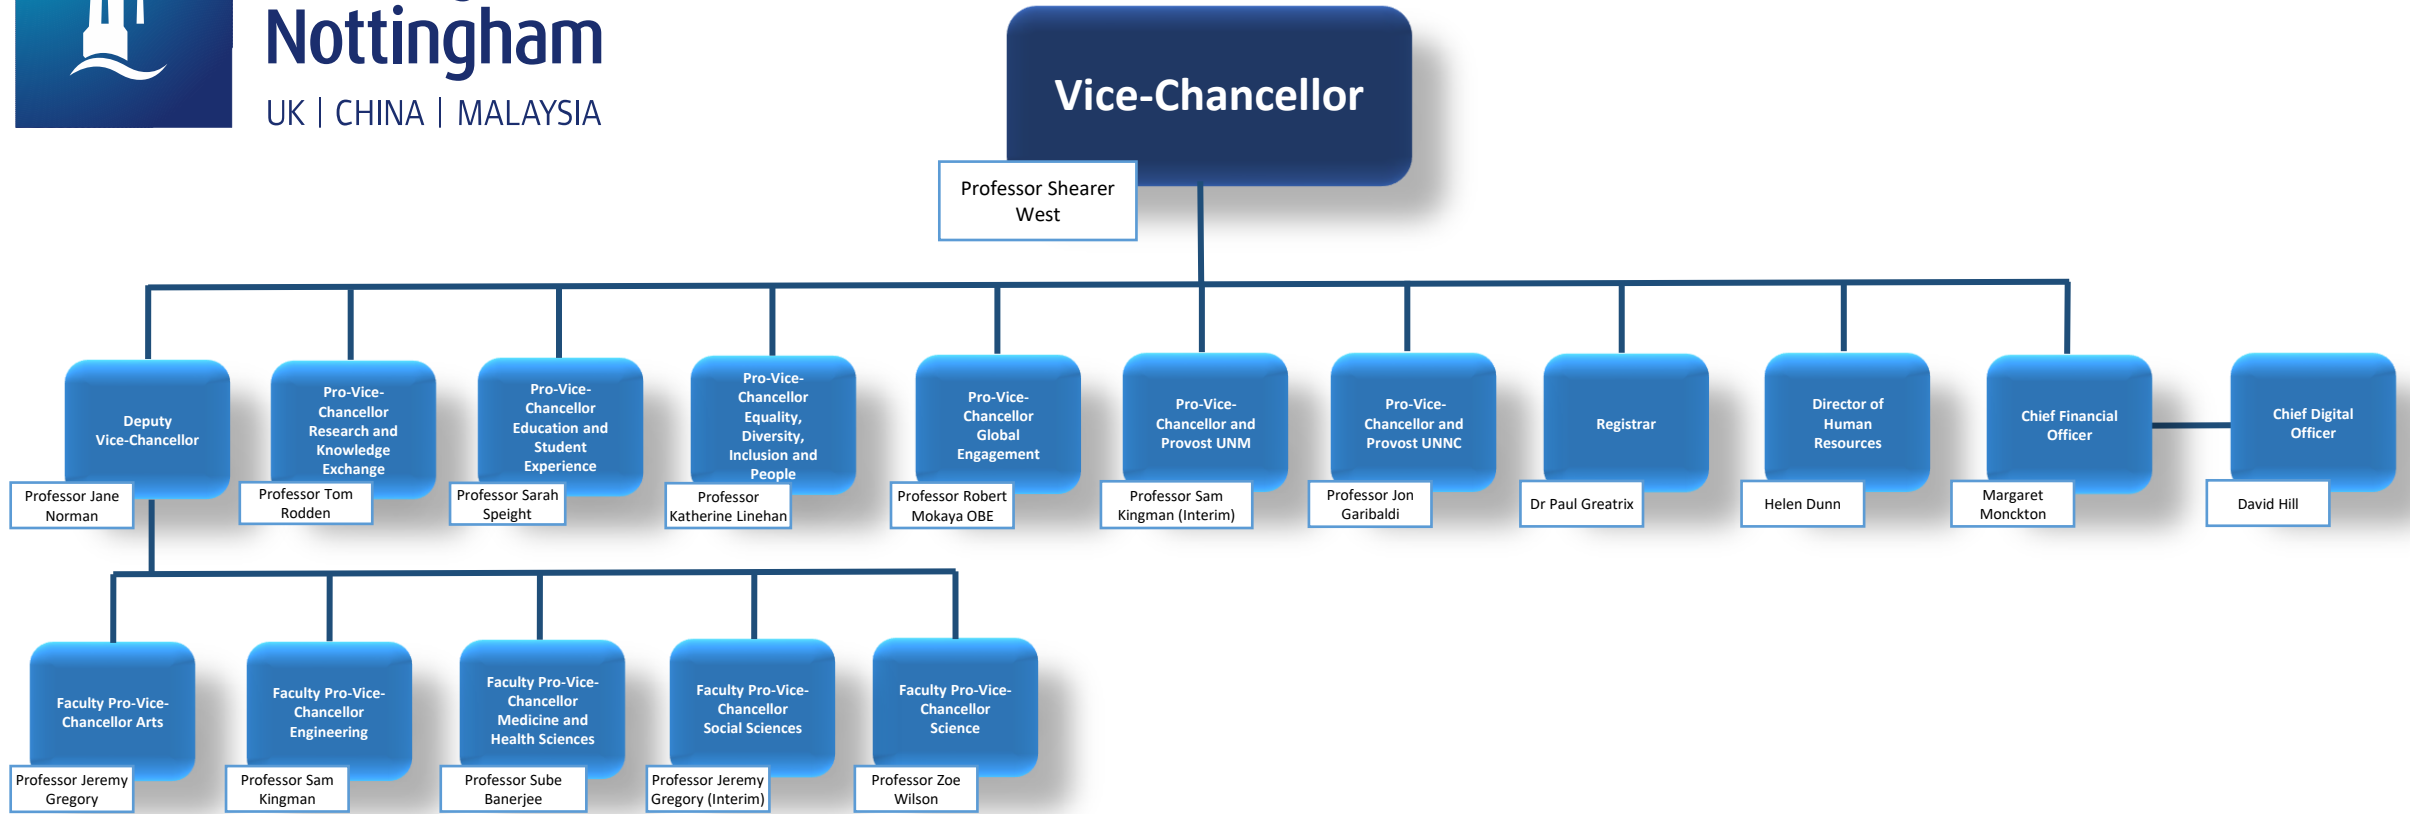 Nottingham
UK | CHINA | MALAYSIA
Vice-Chancellor
Professor Shearer
West
Deputy
Vice-Chancellor
Professor Jane
Norman
Pro-Vice-
Chancellor
Research and
Knowledge
Exchange
Professor Tom
Rodden
Pro-Vice-
Chancellor
Education and
Student
Experience
Professor Sarah
Speight
Pro-Vice-
Chancellor
Equality,
Diversity,
Inclusion and
People
Professor
Katherine Linehan
Pro-Vice-
Chancellor
Global
Engagement
Professor Robert
Mokaya OBE
Pro-Vice-
Chancellor and
Provost UNM
Professor Sam
Kingman (Interim)
Pro-Vice-
Chancellor and
Provost UNNC
Professor Jon
Garibaldi
Registrar
Dr Paul Greatrix
Director of
Human
Resources
Helen Dunn
Chief Financial
Officer
Margaret
Monckton
Chief Digital
Officer
David Hill
Faculty Pro-Vice-
Chancellor Arts
Professor Jeremy
Gregory
Faculty Pro-Vice-
Chancellor
Engineering
Professor Sam
Kingman
Faculty Pro-Vice-
Chancellor
Medicine and
Health Sciences
Professor Sube
Banerjee
Faculty Pro-Vice-
Chancellor
Social Sciences
Professor Jeremy
Gregory (Interim)
Faculty Pro-Vice-
Chancellor
Science
Professor Zoe
Wilson